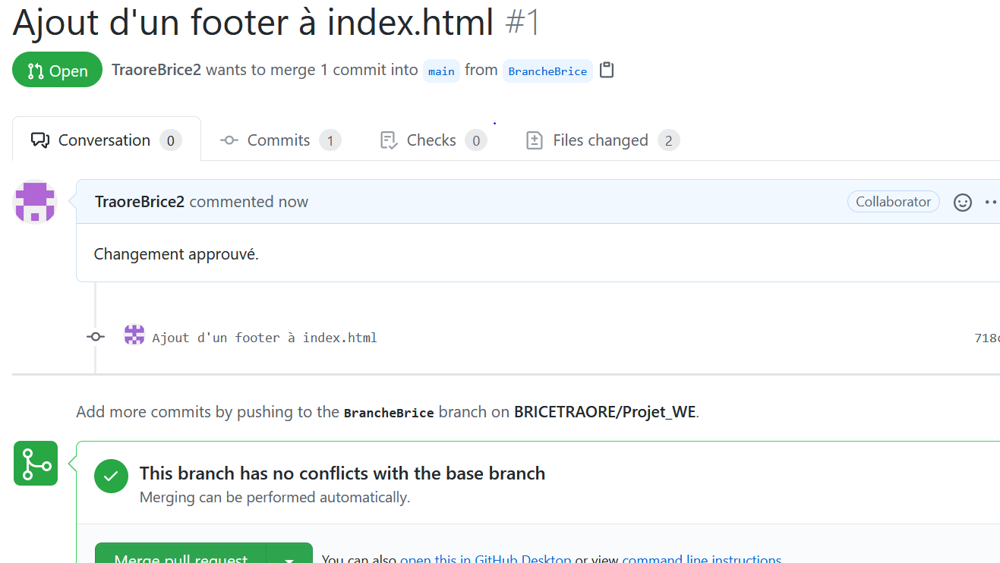 Ajout d'un footer à index.html #1
Open TraoreBrice2 wants to merge 1 commit into main from BrancheBrice
Conversation 0 Commits 1 Checks 0 Files changed 2
TraoreBrice2 commented now Collaborator
Changement approuvé.
Ajout d'un footer à index.html 718
Add more commits by pushing to the BrancheBrice branch on BRICETRAORE/Projet_WE.
This branch has no conflicts with the base branch
Merging can be performed automatically.
Merge pull request You can also open this in GitHub Desktop or view command line instructions